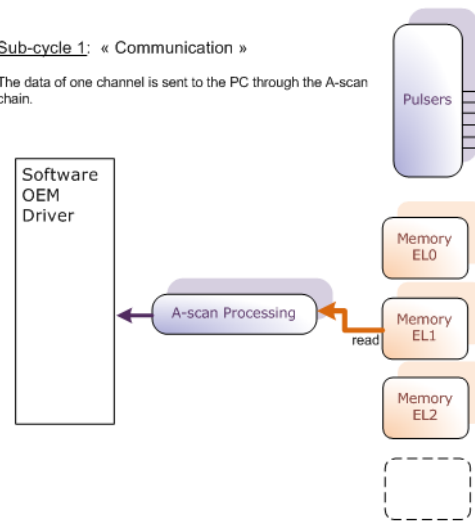 Sub-cycle 1: « Communication »
The data of one channel is sent to the PC through the A-scan
chain.
Pulsers
Software
OEM
Driver
Memory
EL0
A-scan Processing
Memory
EL1
read
Memory
EL2